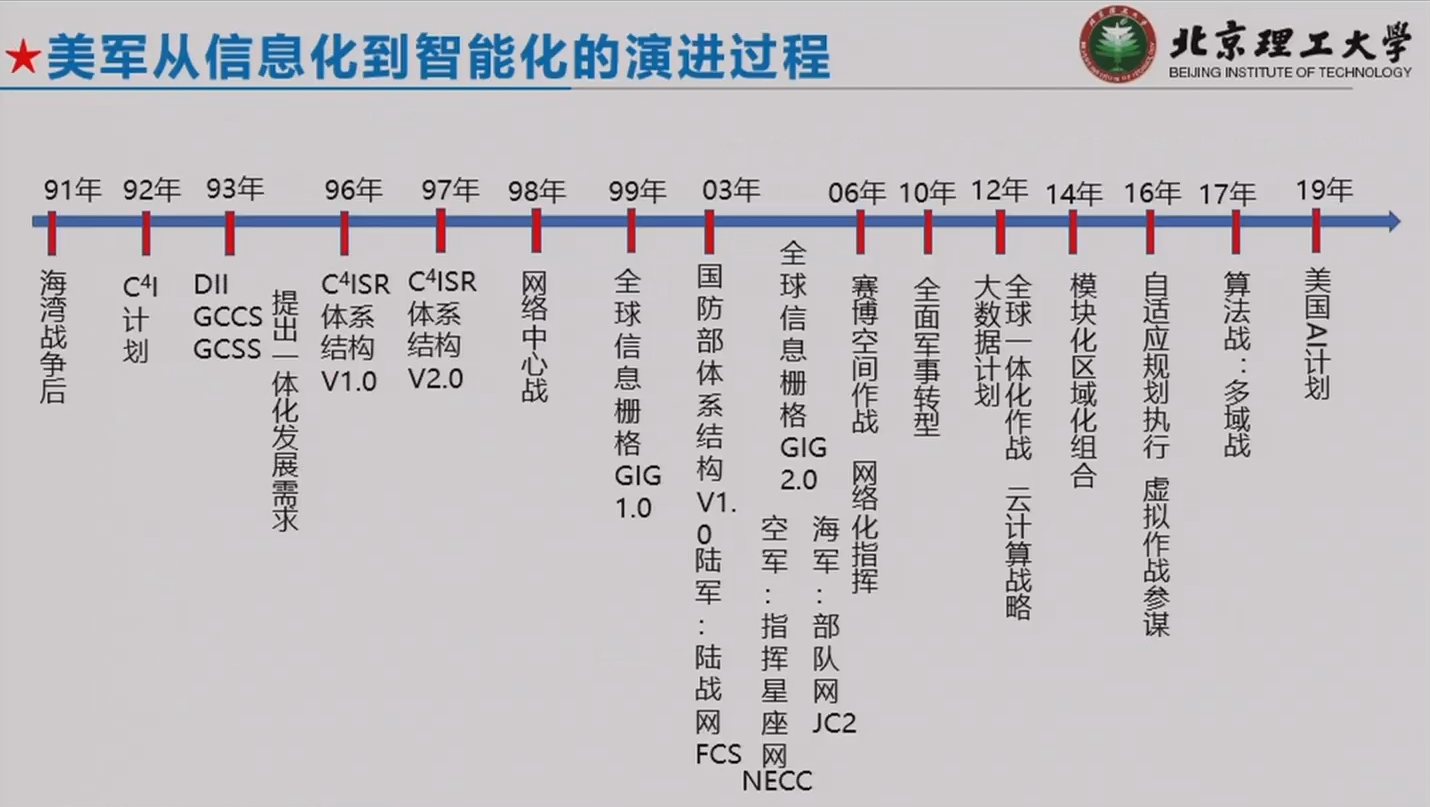 ★美军从信息化到智能化的演进过程
北京理工大学
BEIJING INSTITUTE OF TECHNOLOGY
91年
92年
93年
96年
97年
98年
99年
03年
06年
10年
12年
14年
16年
17年
19年
海湾战争后
C⁴I
计
划
DII
GCCS
GCSS
提出一体化发展需求
C⁴ISR
体系
结构
V1.0
C⁴ISR
体系
结构
V2.0
网络中心战
全球信息栅格
GIG
1.0
国防部体系结构
V1.
0
陆军：陆战网
FCS
全球信息栅格
GIG
2.0
空军：指挥星座网
NECC
海军：部队网
JC2
赛博空间作战 网络化指挥
全面军事转型
大数据计划
全球一体化作战 云计算战略
模块化区域化组合
自适应规划执行 虚拟作战参谋
算法战：多域战
美国AI计划